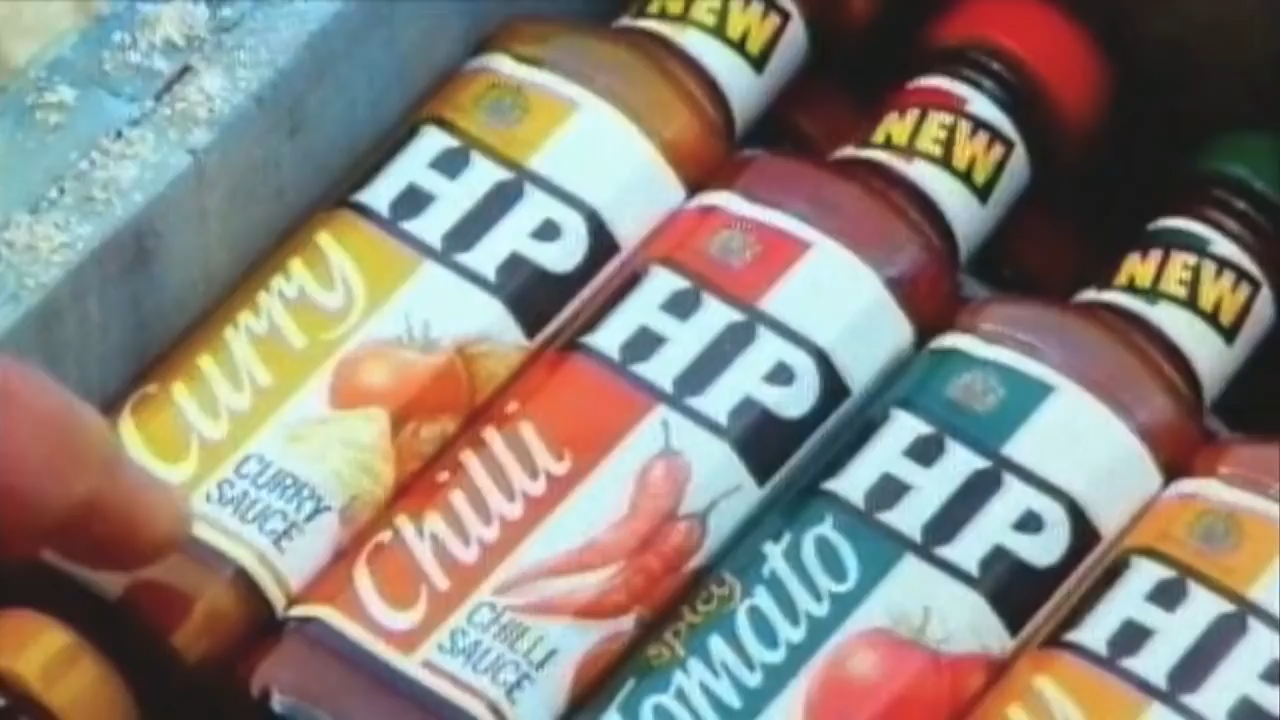 NEW
HP
Curry
CURRY
SAUCE
NEW
HP
Chilli
CHILLI
SAUCE
NEW
HP
spicy
Tomato
HP